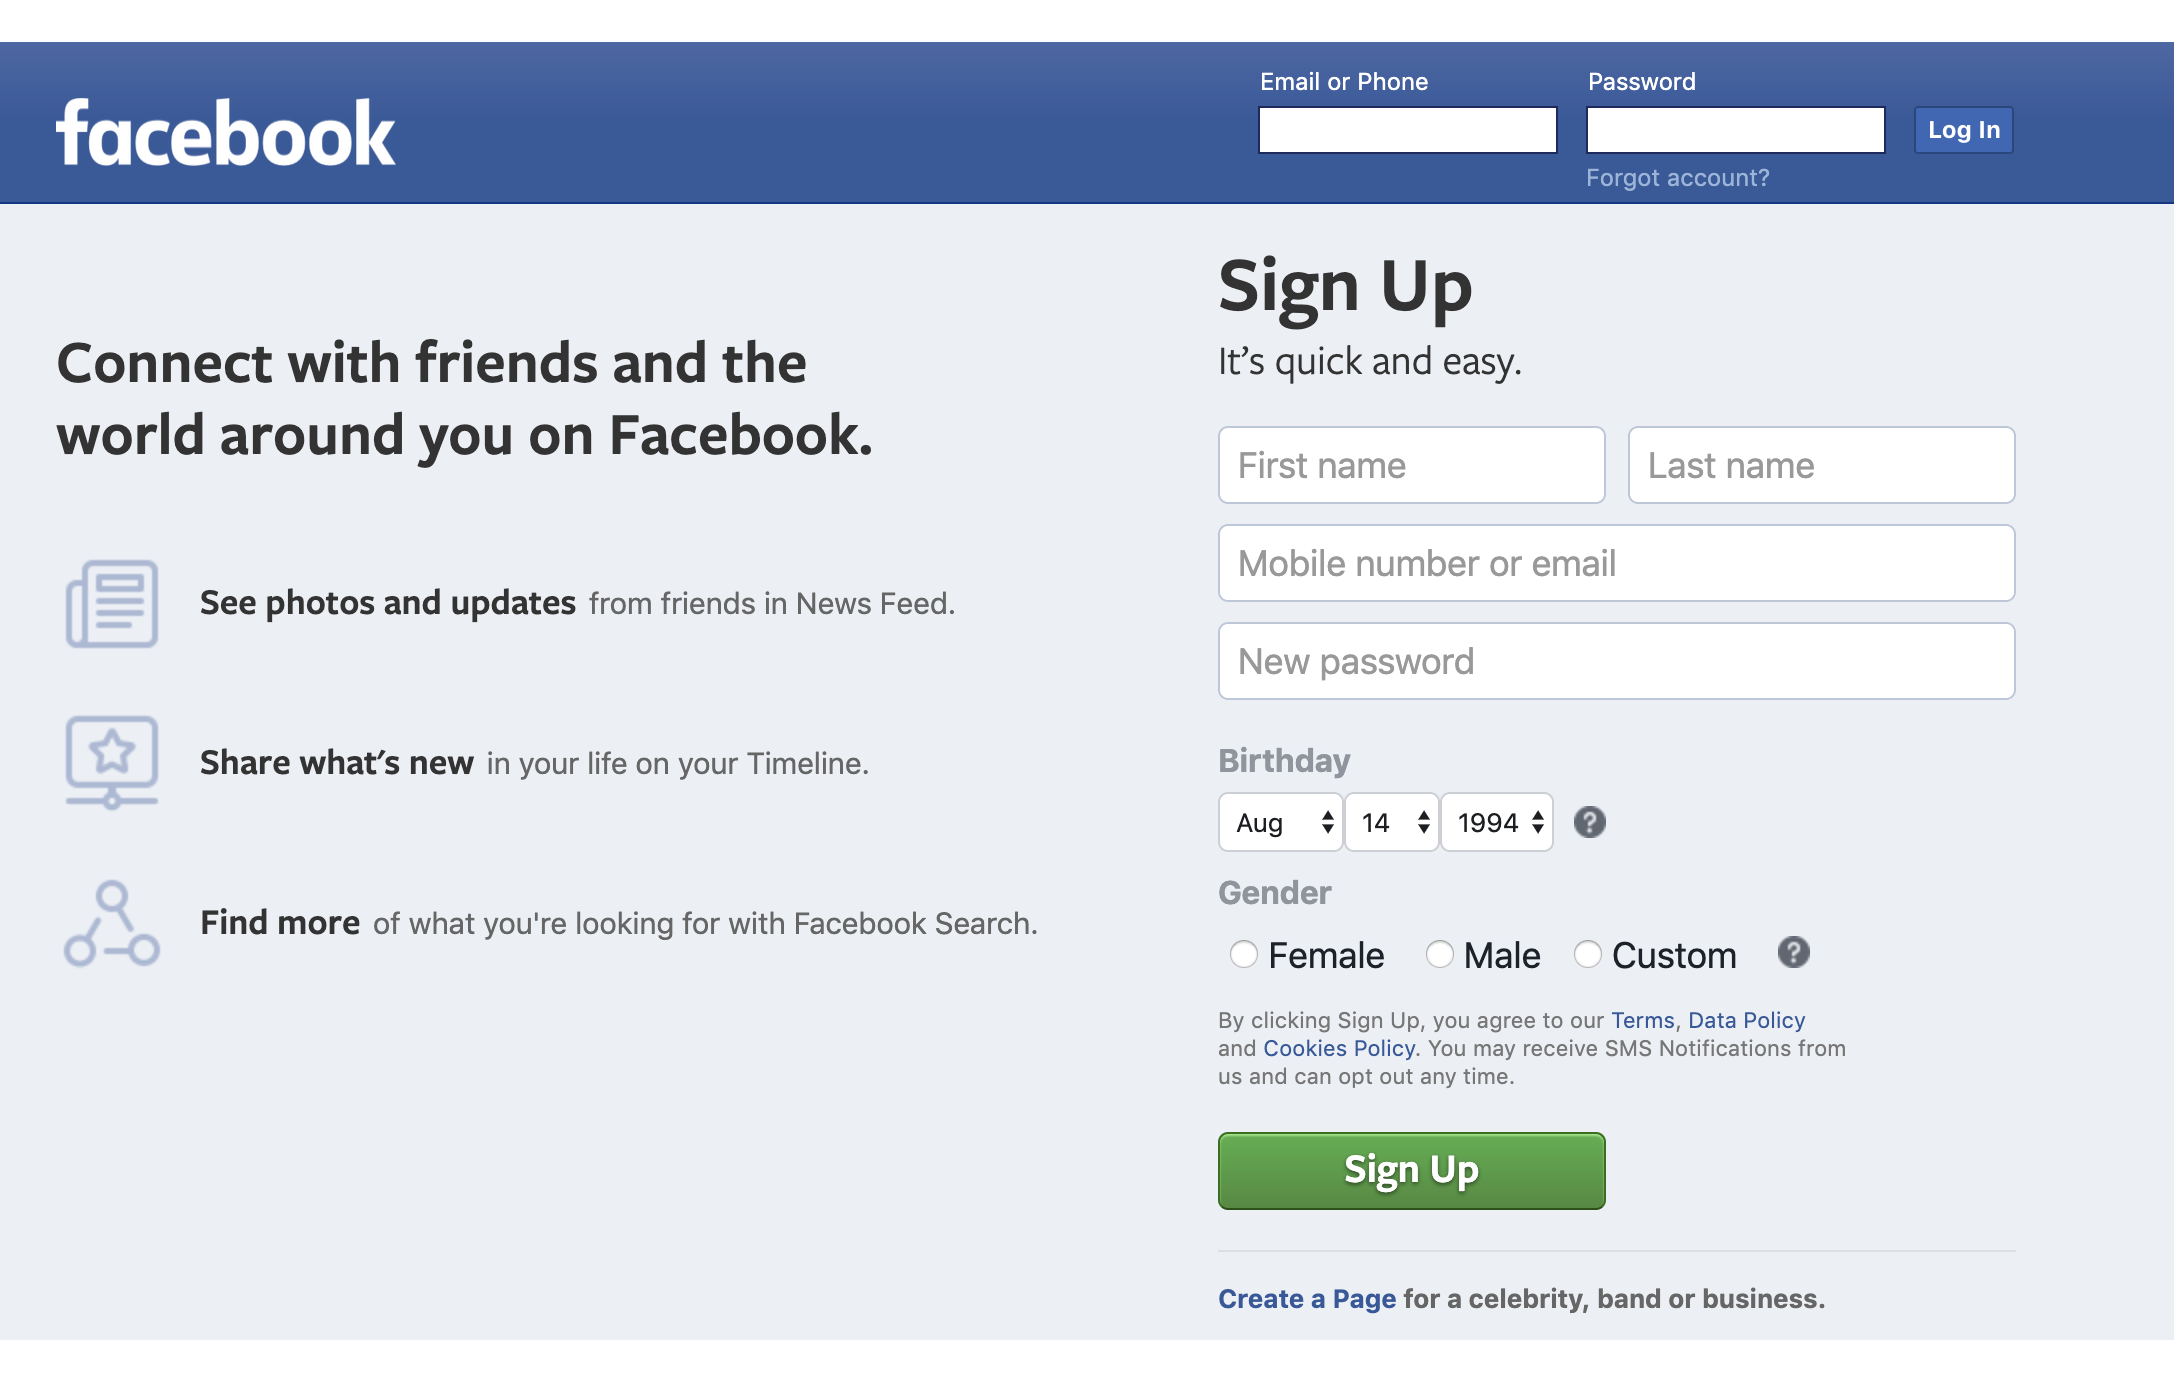 facebook
Email or Phone
Password
Log In
Forgot account?
Connect with friends and the
world around you on Facebook.
See photos and updates from friends in News Feed.
Share what's new in your life on your Timeline.
Find more of what you're looking for with Facebook Search.
Sign Up
It’s quick and easy.
First name
Last name
Mobile number or email
New password
Birthday
Aug 14 1994 ?
Gender
Female Male Custom ?
By clicking Sign Up, you agree to our Terms, Data Policy
and Cookies Policy. You may receive SMS Notifications from
us and can opt out any time.
Sign Up
Create a Page for a celebrity, band or business.